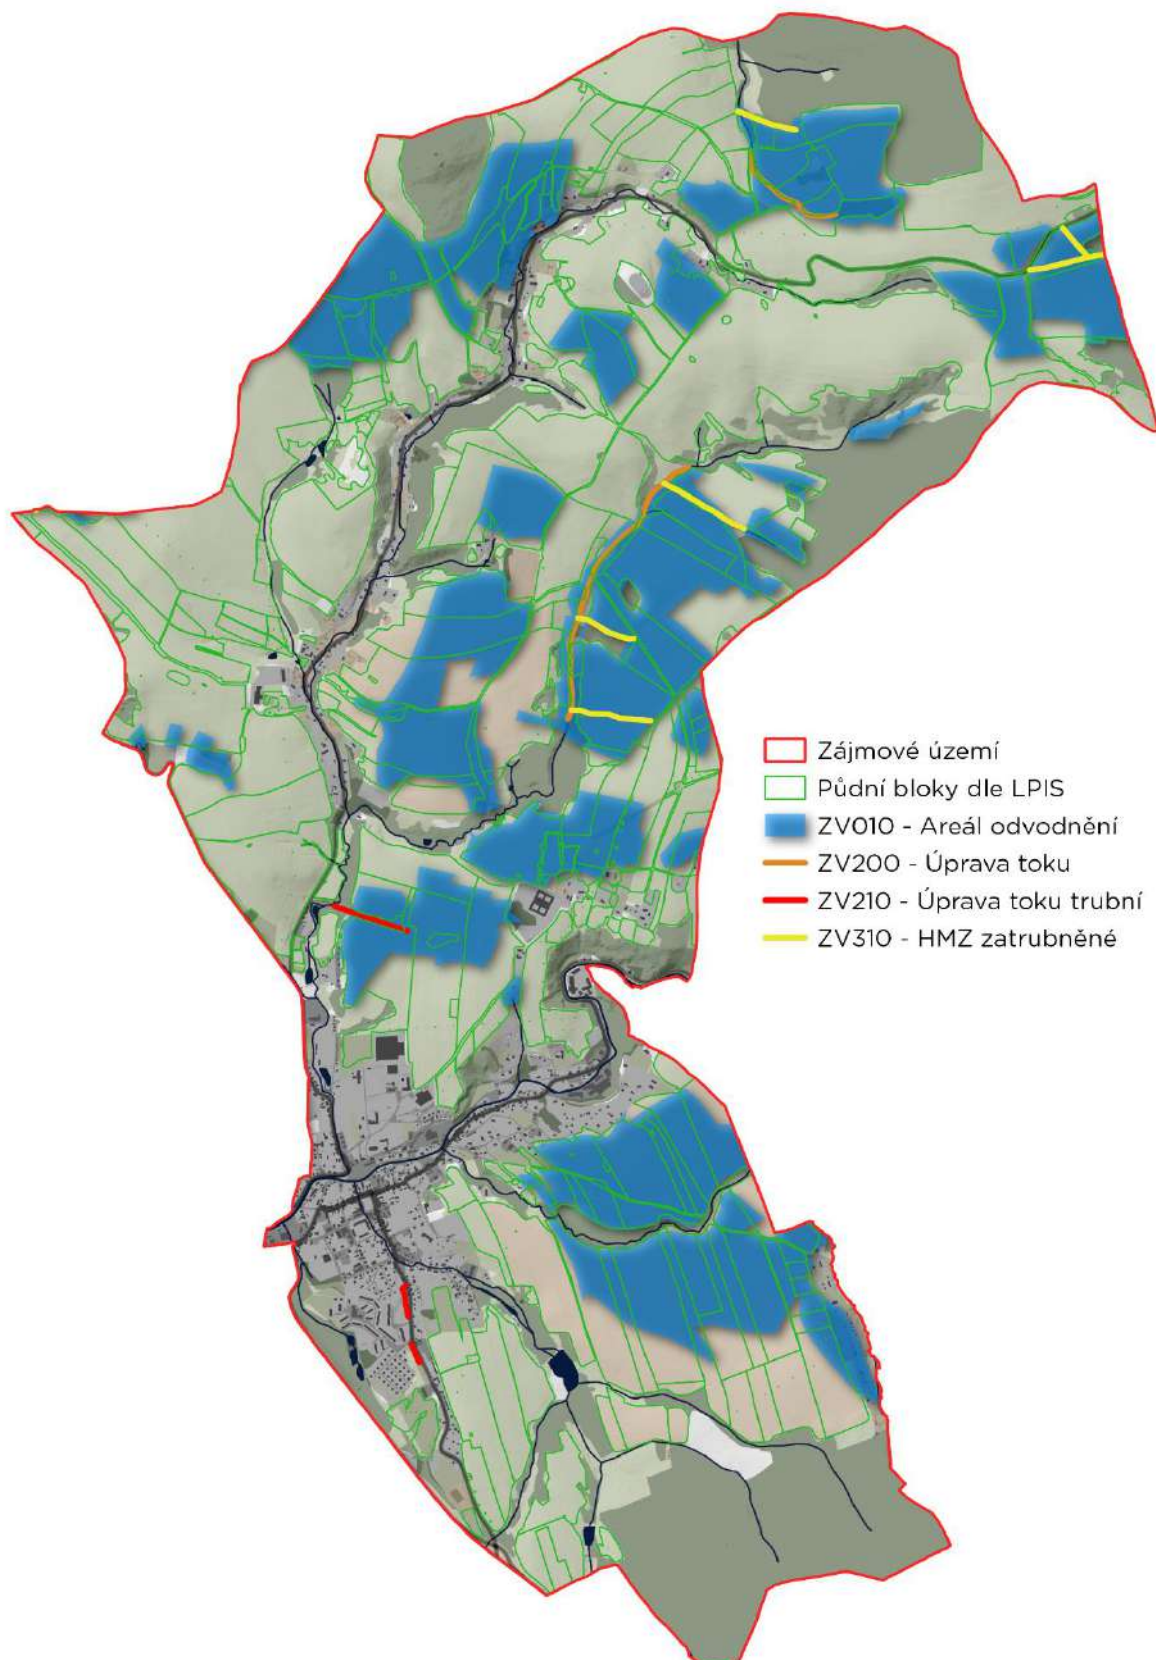 Zájmové území
Půdní bloky dle LPIS
ZV010 - Areál odvodnění
ZV200 - Úprava toku
ZV210 - Úprava toku trubní
ZV310 - HMZ zatrubněné